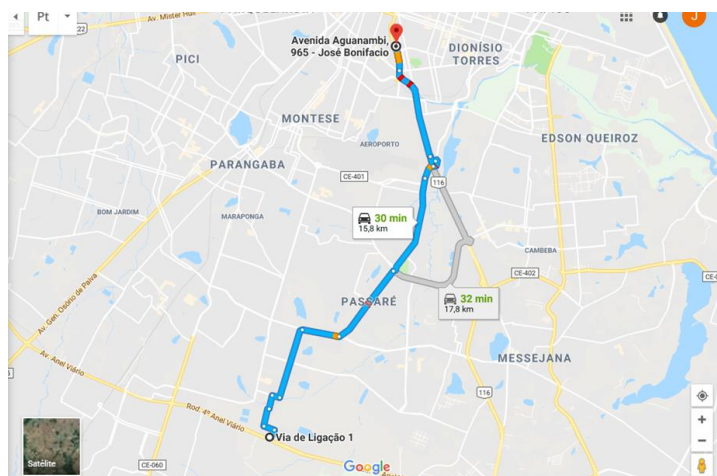 Pt
J
Av. Mister Hull
222
Avenida Aguanambi,
965 - José Bonifacio
DIONÍSIO
TORRES
PICI
MONTESE
EDSON QUEIROZ
AEROPORTO
PARANGABA
CE-401
116
BOM JARDIM
MARAPONGA
30 min
15,8 km
CAMBEBA
CE-402
Av. Gen. Osório de Paiva
32 min
17,8 km
PASSARÉ
MESSEJANA
Av. Anel Viário
Rod. 4º Anel Viário
116
Via de Ligação 1
Satélite
CE-060
Google